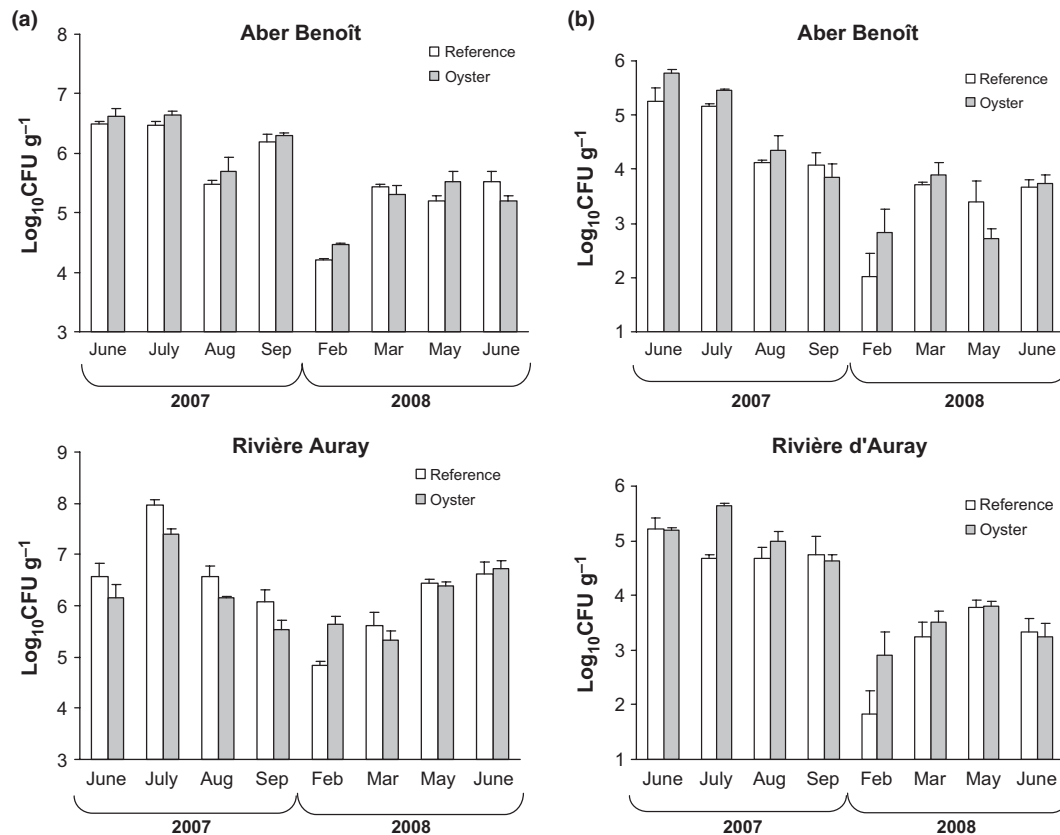 (a)
Aber Benoît
Reference
Oyster
Log10CFU g–1
8
7
6
5
4
3
June July Aug Sep Feb Mar May June
2007 2008
(b)
Aber Benoît
Reference
Oyster
Log10CFU g–1
6
5
4
3
2
1
June July Aug Sep Feb Mar May June
2007 2008
Rivière Auray
Reference
Oyster
Log10CFU g–1
9
8
7
6
5
4
3
June July Aug Sep Feb Mar May June
2007 2008
Rivière d'Auray
Reference
Oyster
Log10CFU g–1
6
5
4
3
2
1
June July Aug Sep Feb Mar May June
2007 2008